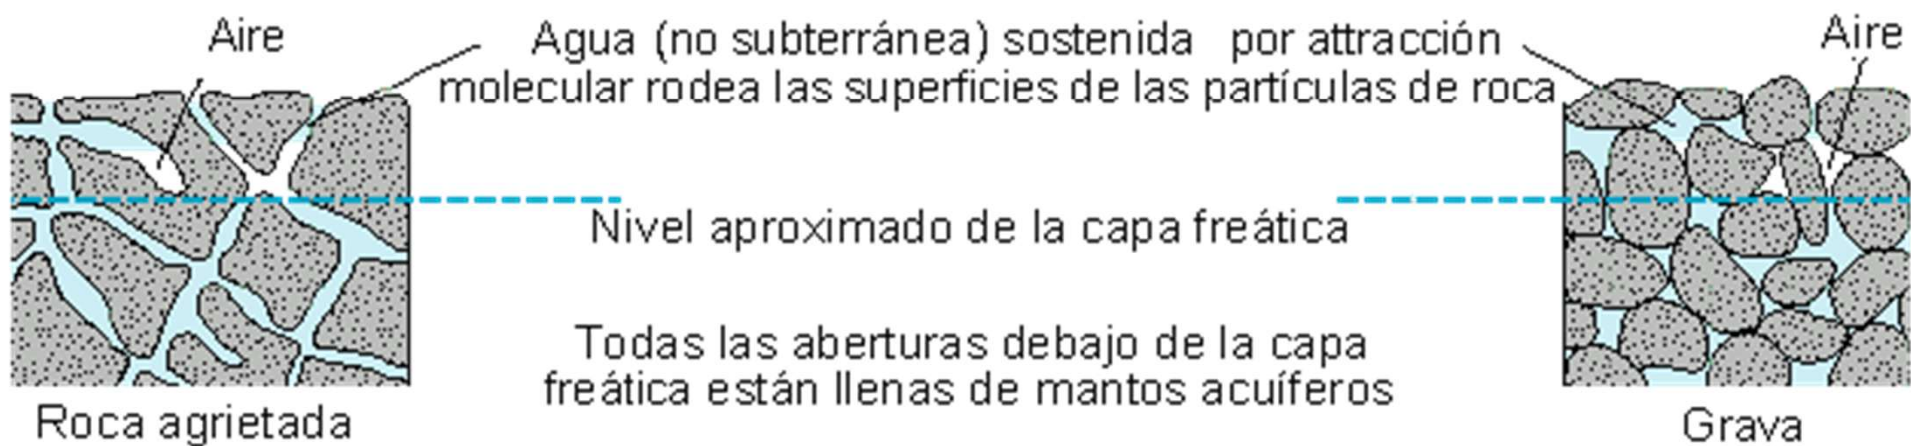 Aire
Agua (no subterránea) sostenida por attracción
molecular rodea las superficies de las partículas de roca
Aire
Nivel aproximado de la capa freática
Todas las aberturas debajo de la capa
freática están llenas de mantos acuíferos
Roca agrietada
Grava